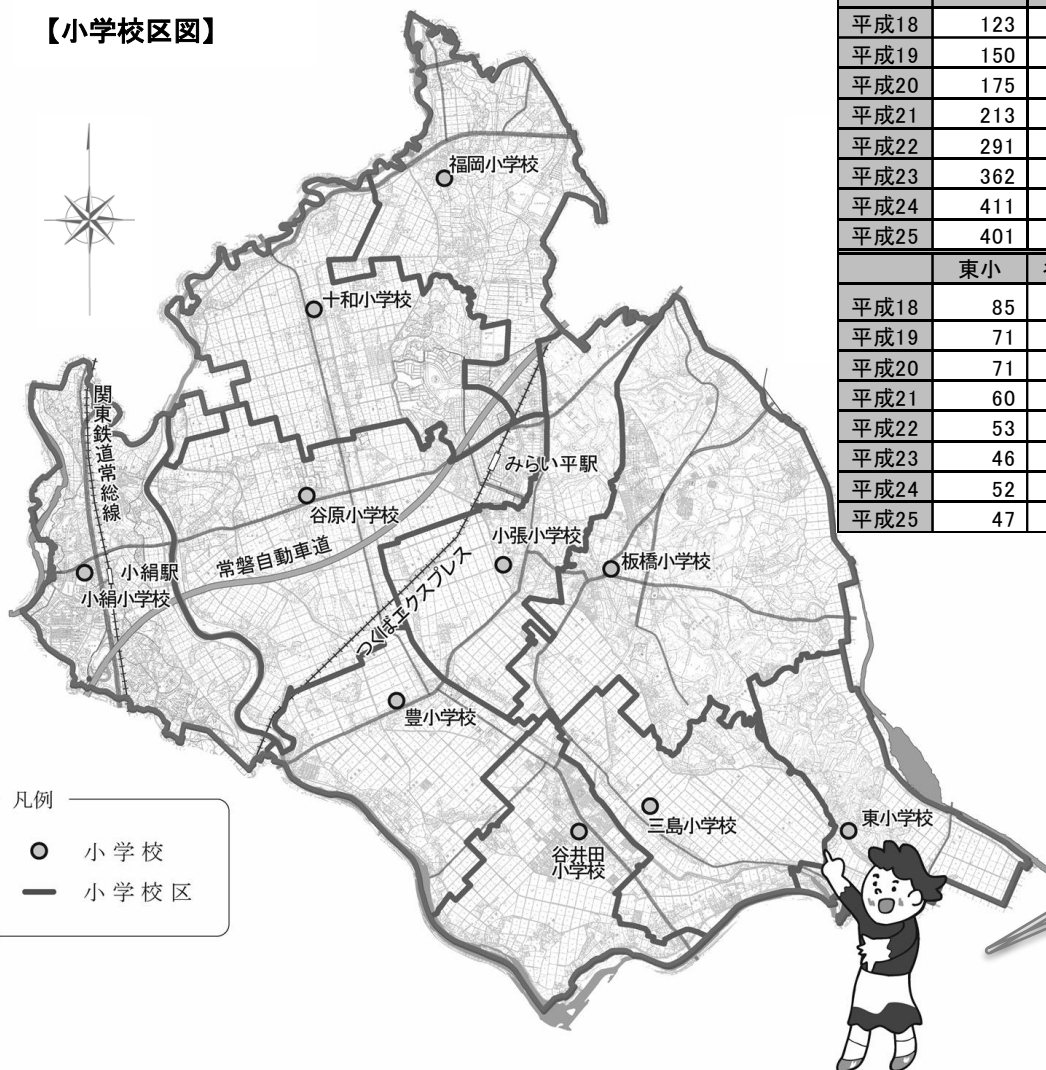 【小学校区図】
平成18 123
平成19 150
平成20 175
平成21 213
平成22 291
平成23 362
平成24 411
平成25 401
東小
平成18 85
平成19 71
平成20 71
平成21 60
平成22 53
平成23 46
平成24 52
平成25 47
福岡小学校
十和小学校
関東鉄道常総線
みらい平駅
谷原小学校
小張小学校
板橋小学校
常磐自動車道
小絹駅
小絹小学校
つくばエクスプレス
豊小学校
三島小学校
東小学校
谷井田
小学校
凡例
小学校
小学校区